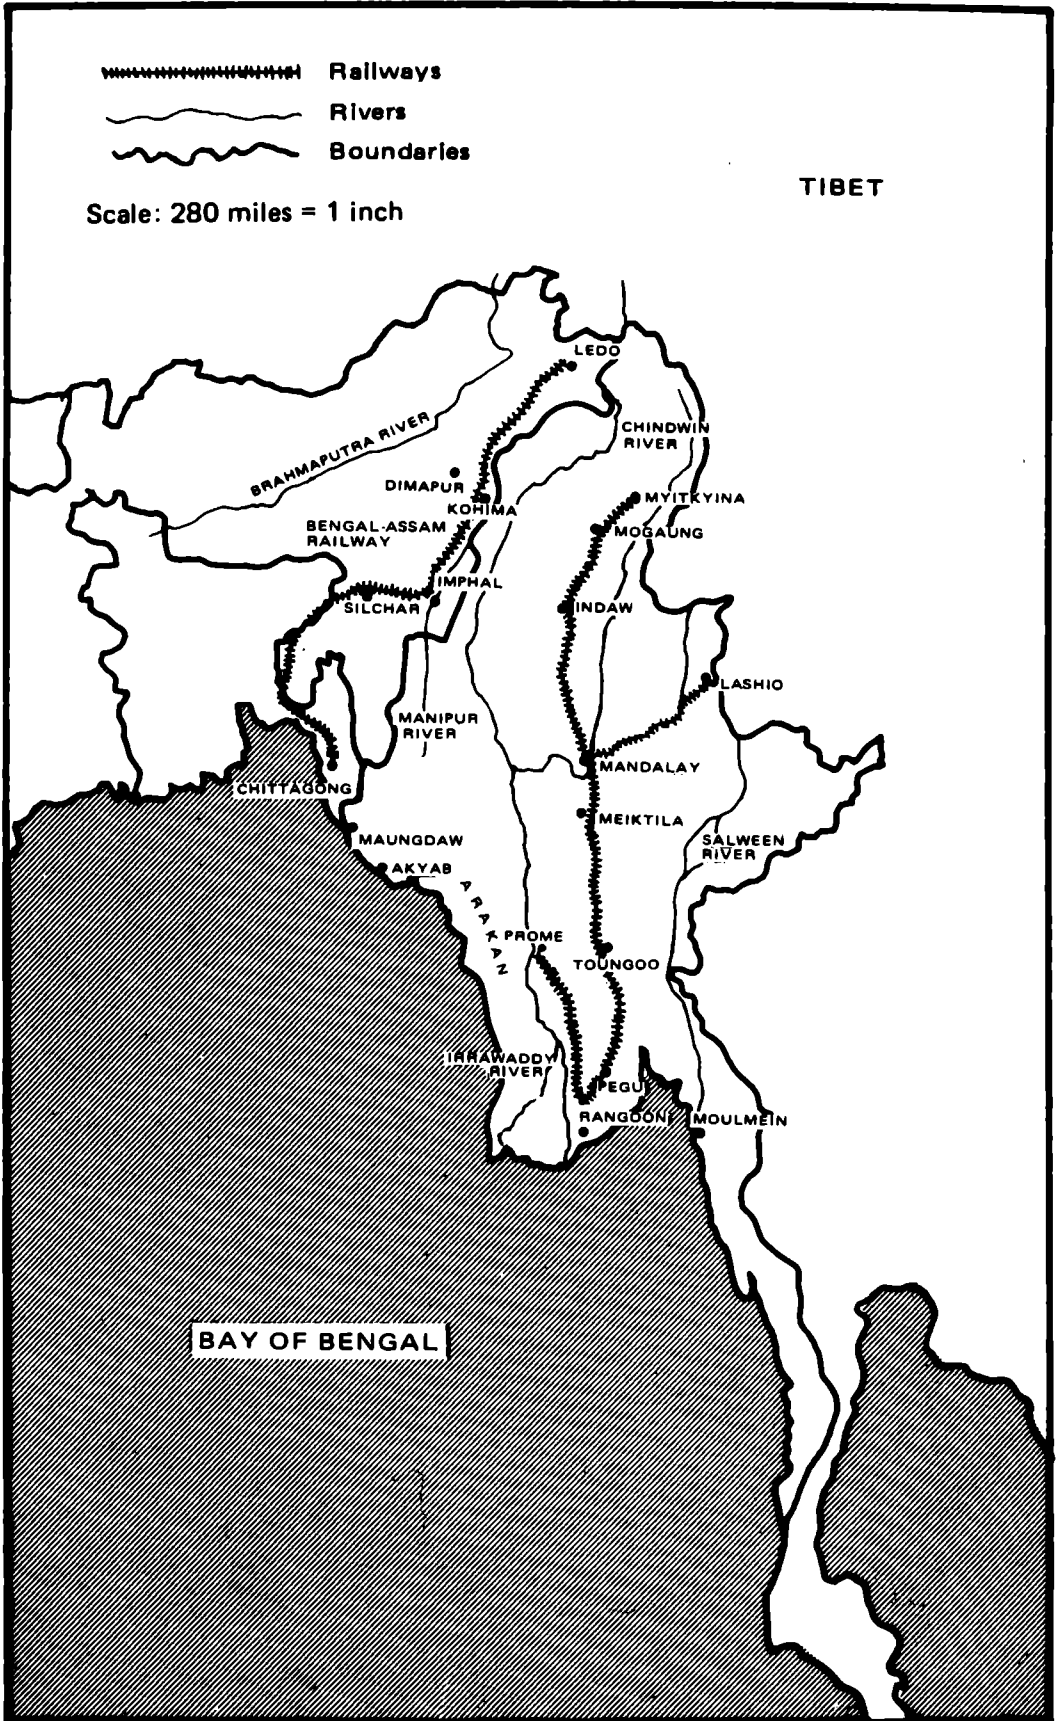 Railways
Rivers
Boundaries
Scale: 280 miles = 1 inch
TIBET
LEDO
BRAHMAPUTRA RIVER
CHINDWIN
RIVER
DIMAPUR
KOHIMA
MYITKYINA
BENGAL-ASSAM
RAILWAY
MOGAUNG
IMPHAL
SILCHAR
INDAW
LASHIO
MANIPUR
RIVER
MANDALAY
CHITTAGONG
MEIKTILA
MAUNGDAW
SALWEEN
RIVER
AKYAB
ARAKAN
PROME
TOUNGOO
IRRAWADDY
RIVER
PEGU
RANGOON
MOULMEIN
BAY OF BENGAL